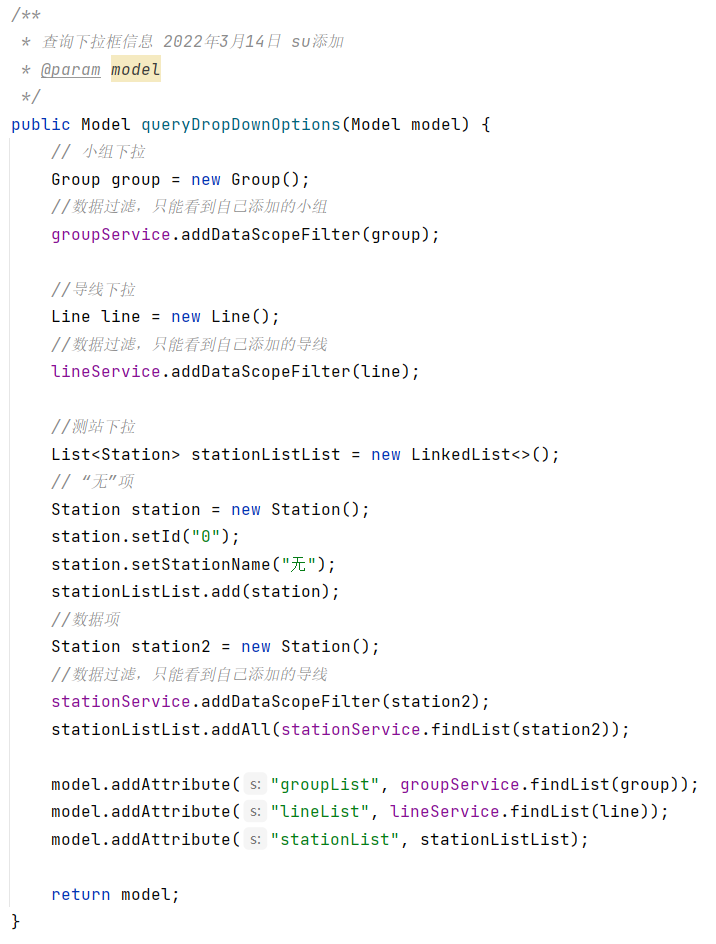 /**
 * 查询下拉框信息 2022年3月14日 su添加
 * @param model
 */
public Model queryDropDownOptions(Model model) {
    // 小组下拉
    Group group = new Group();
    //数据过滤，只能看到自己添加的小组
    groupService.addDataScopeFilter(group);

    //导线下拉
    Line line = new Line();
    //数据过滤，只能看到自己添加的导线
    lineService.addDataScopeFilter(line);

    //测站下拉
    List<Station> stationListList = new LinkedList<>();
    // “无”项
    Station station = new Station();
    station.setId("0");
    station.setStationName("无");
    stationListList.add(station);
    //数据项
    Station station2 = new Station();
    //数据过滤，只能看到自己添加的导线
    stationService.addDataScopeFilter(station2);
    stationListList.addAll(stationService.findList(station2));

    model.addAttribute( s: "groupList", groupService.findList(group));
    model.addAttribute( s: "lineList", lineService.findList(line));
    model.addAttribute( s: "stationList", stationListList);

    return model;
}